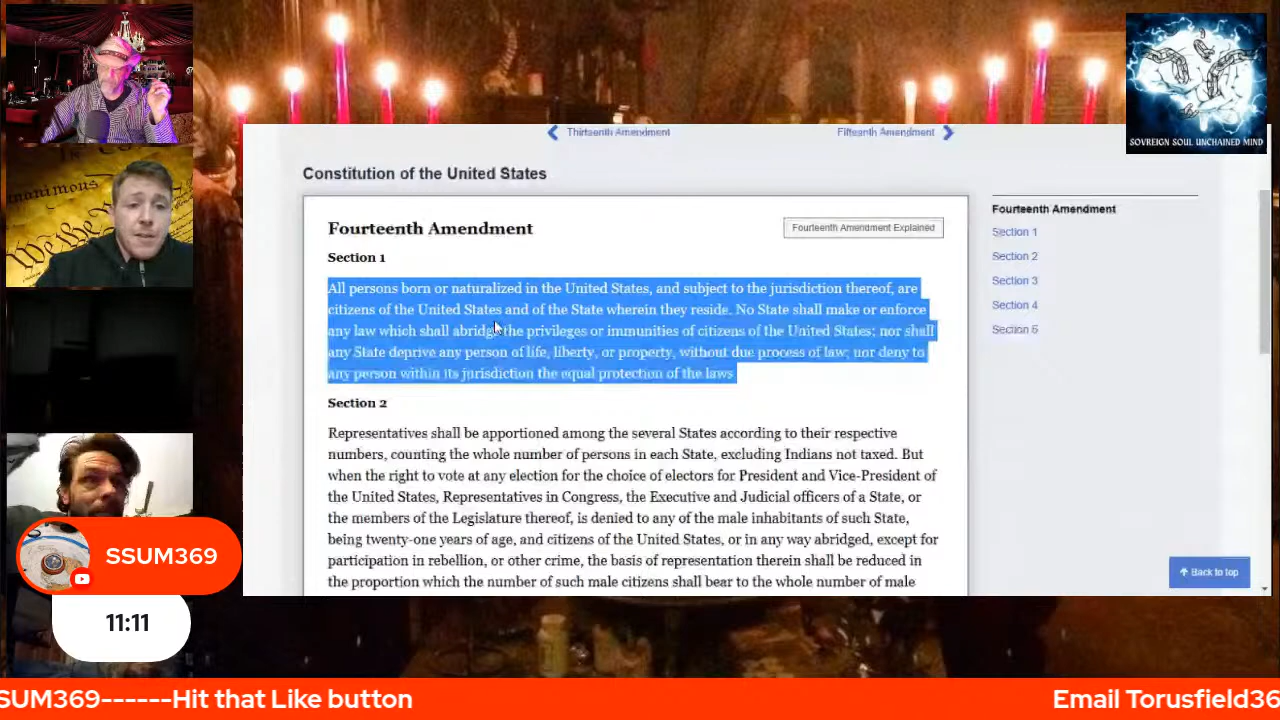 Thirteenth Amendment
Fifteenth Amendment
SOVREIGN SOUL UNCHAINED MIND
Constitution of the United States
Fourteenth Amendment
Fourteenth Amendment Explained
Section 1
All persons born or naturalized in the United States, and subject to the jurisdiction thereof, are
citizens of the United States and of the State wherein they reside. No State shall make or enforce
any law which shall abridge the privileges or immunities of citizens of the United States; nor shall
any State deprive any person of life, liberty, or property, without due process of law; nor deny to
any person within its jurisdiction the equal protection of the laws
Section 2
Representatives shall be apportioned among the several States according to their respective
numbers, counting the whole number of persons in each State, excluding Indians not taxed. But
when the right to vote at any election for the choice of electors for President and Vice-President of
the United States, Representatives in Congress, the Executive and Judicial officers of a State, or
the members of the Legislature thereof, is denied to any of the male inhabitants of such State,
being twenty-one years of age, and citizens of the United States, or in any way abridged, except for
participation in rebellion, or other crime, the basis of representation therein shall be reduced in
the proportion which the number of such male citizens shall bear to the whole number of male
Fourteenth Amendment
Section 1
Section 2
Section 3
Section 4
Section 5
Back to top
We the
SSUM369
11:11
SUM369------Hit that Like button
Email Torusfield36